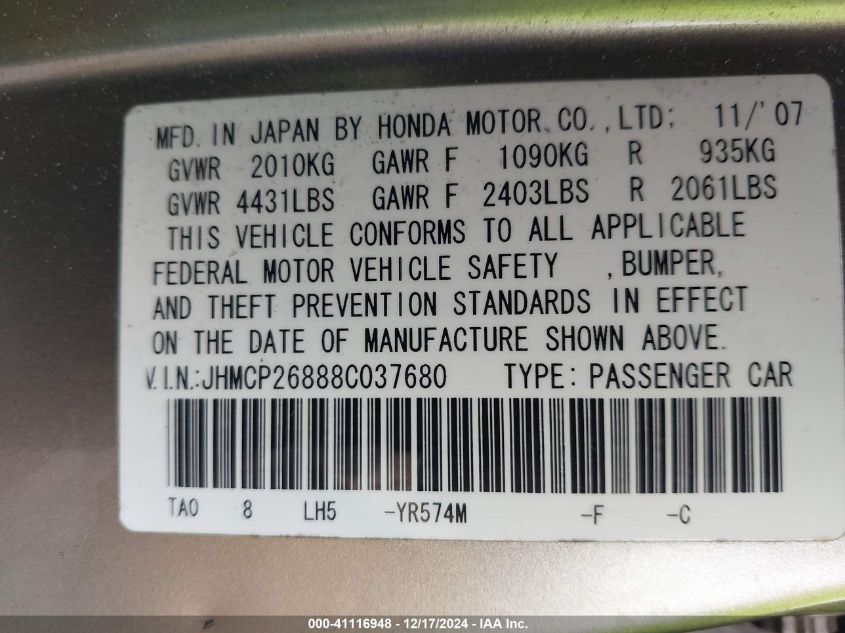 MFD. IN JAPAN BY HONDA MOTOR CO., LTD: 11/'07
GVWR 2010KG GAWR F 1090KG R 935KG
GVWR 4431LBS GAWR F 2403LBS R 2061LBS
THIS VEHICLE CONFORMS TO ALL APPLICABLE
FEDERAL MOTOR VEHICLE SAFETY , BUMPER,
AND THEFT PREVENTION STANDARDS IN EFFECT
ON THE DATE OF MANUFACTURE SHOWN ABOVE.
V.I.N.:JHMCP26888C037680 TYPE: PASSENGER CAR
TA0 8 LH5 -YR574M -F -C
000-41116948 - 12/17/2024 - IAA Inc.